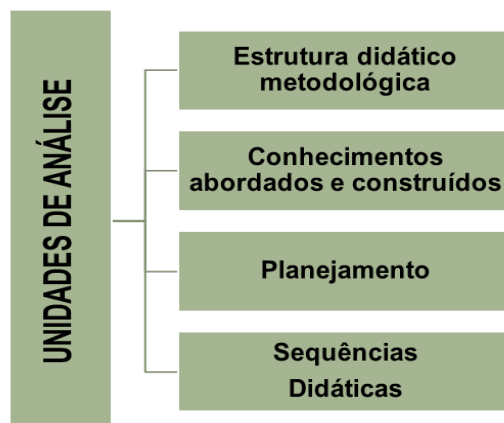 UNIDADES DE ANÁLISE
Estrutura didático
metodológica
Conhecimentos
abordados e construídos
Planejamento
Sequências
Didáticas